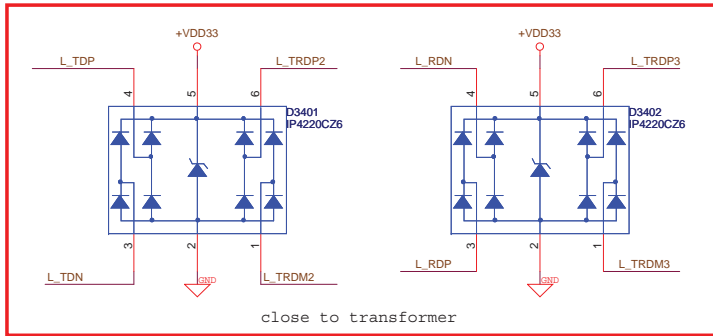 +VDD33
+VDD33
L_TDP
L_TRDP2
L_RDN
L_TRDP3
4
5
6
4
5
6
D3401
IP4220CZ6
D3402
IP4220CZ6
3
2
1
3
2
1
L_TDN
GND
L_TRDM2
L_RDP
GND
L_TRDM3
close to transformer